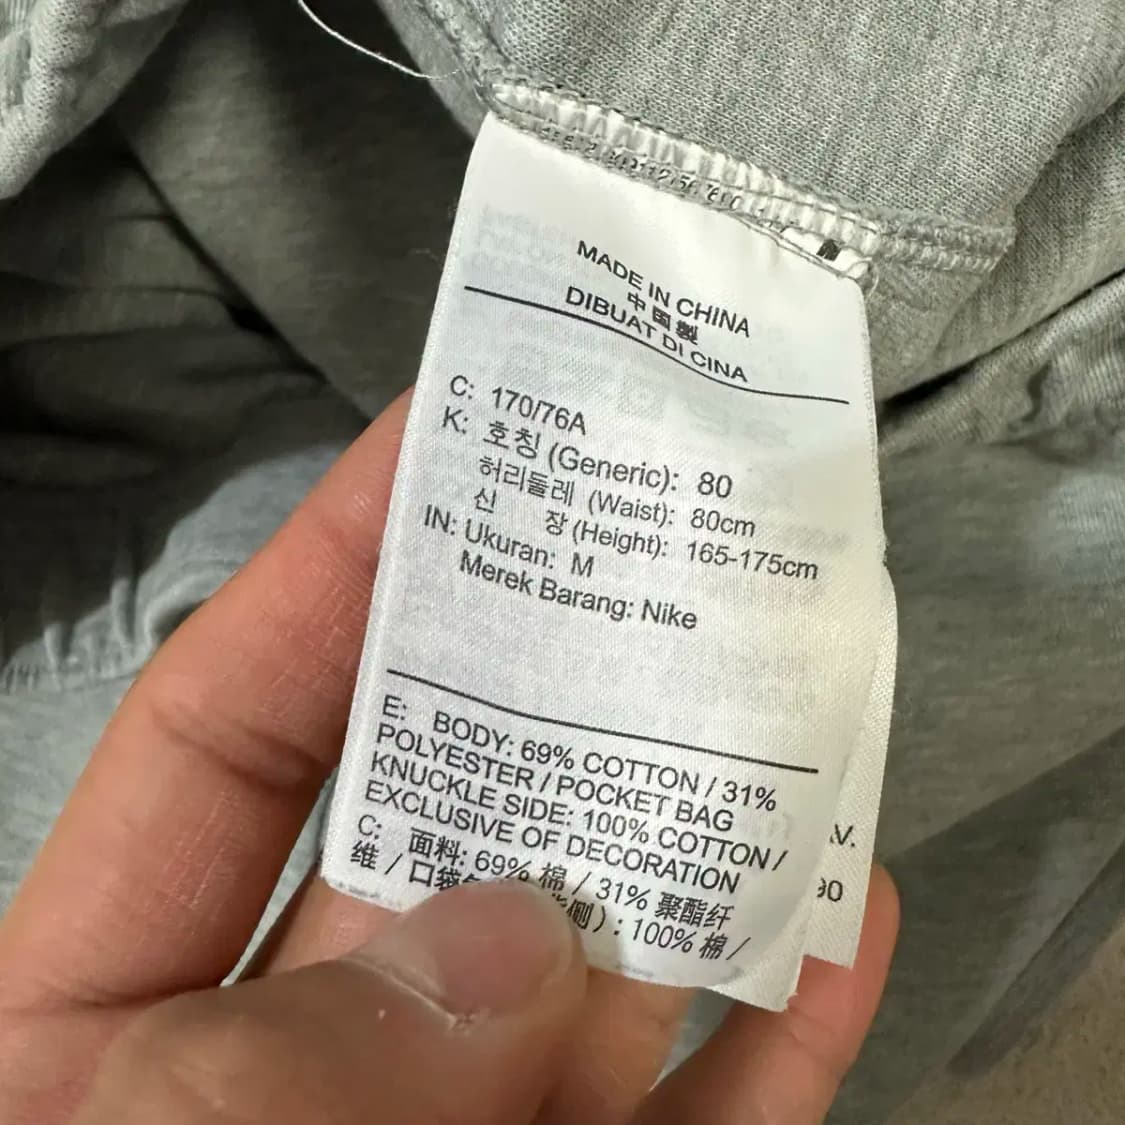 MADE IN CHINA
中国製
DIBUAT DI CINA
C: 170/76A
K: 호칭 (Generic): 80
허리둘레 (Waist): 80cm
신 장 (Height): 165-175cm
IN: Ukuran: M
Merek Barang: Nike
E: BODY: 69% COTTON / 31%
POLYESTER / POCKET BAG
KNUCKLE SIDE: 100% COTTON /
EXCLUSIVE OF DECORATION
C: 面料: 69% 棉 / 31% 聚酯纤
维 / 口袋 侧) : 100% 棉 /
.V.
90